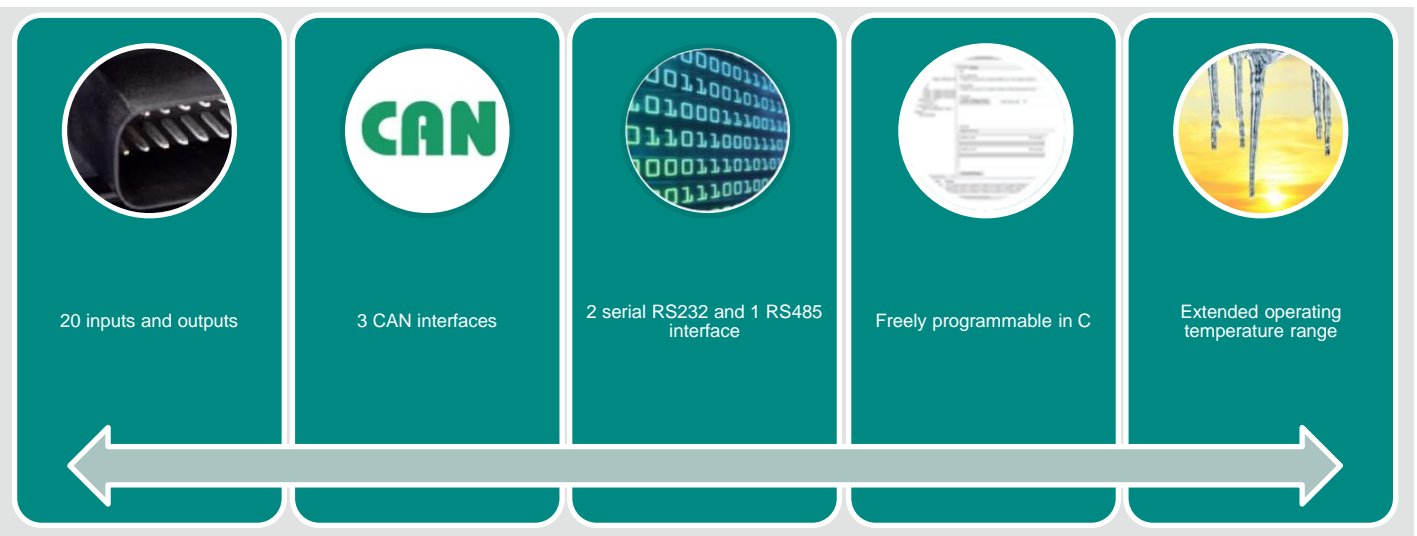 CAN
20 inputs and outputs
3 CAN interfaces
2 serial RS232 and 1 RS485
interface
Freely programmable in C
Extended operating
temperature range